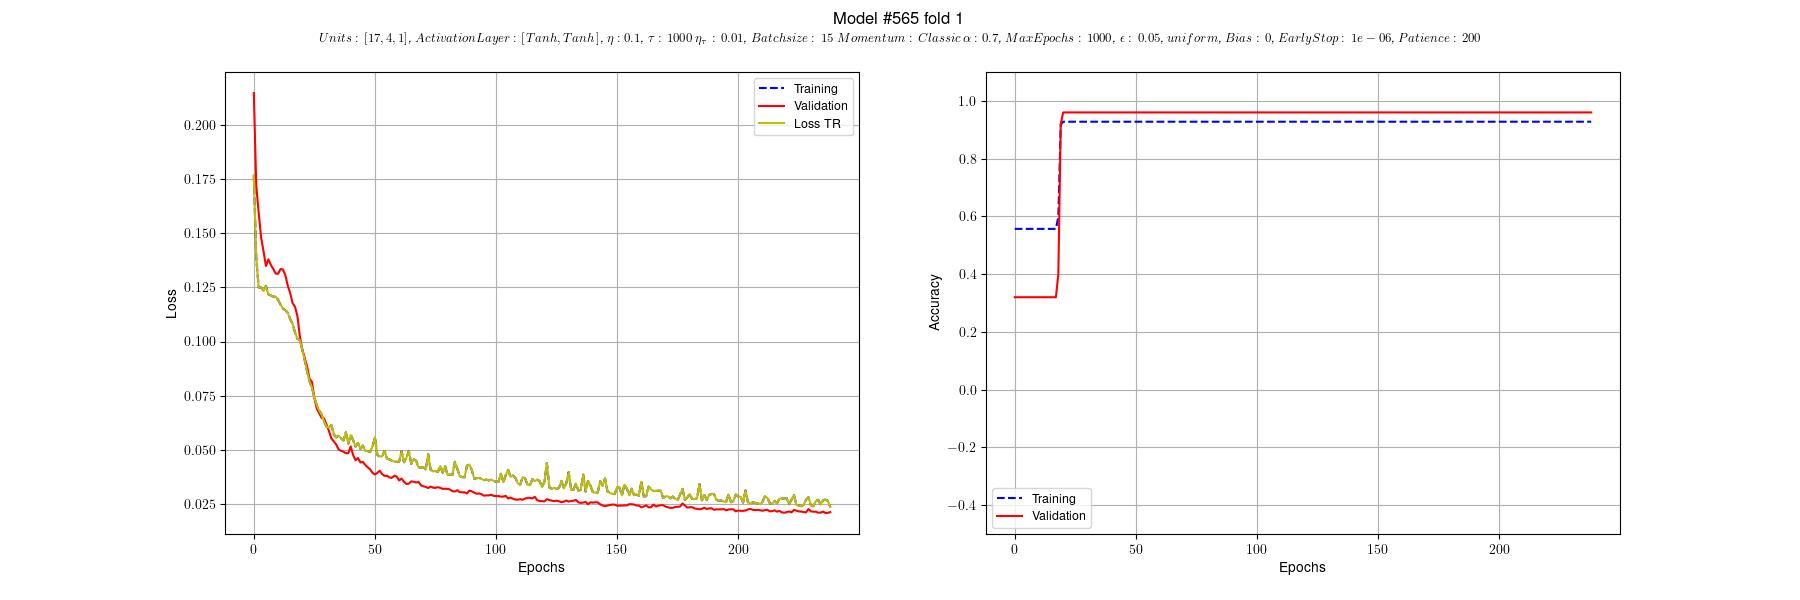 Model #565 fold 1
Units : [17, 4, 1], ActivationLayer : [Tanh, Tanh], η : 0.1, τ : 1000 η_τ : 0.01, Batchsize : 15 Momentum : Classic α : 0.7, MaxEpochs : 1000, ϵ : 0.05, uniform, Bias : 0, EarlyStop : 1e − 06, Patience : 200
Loss
0.200
0.175
0.150
0.125
0.100
0.075
0.050
0.025
0 50 100 150 200
Epochs
Training
Validation
Loss TR
Accuracy
1.0
0.8
0.6
0.4
0.2
0.0
−0.2
−0.4
0 50 100 150 200
Epochs
Training
Validation